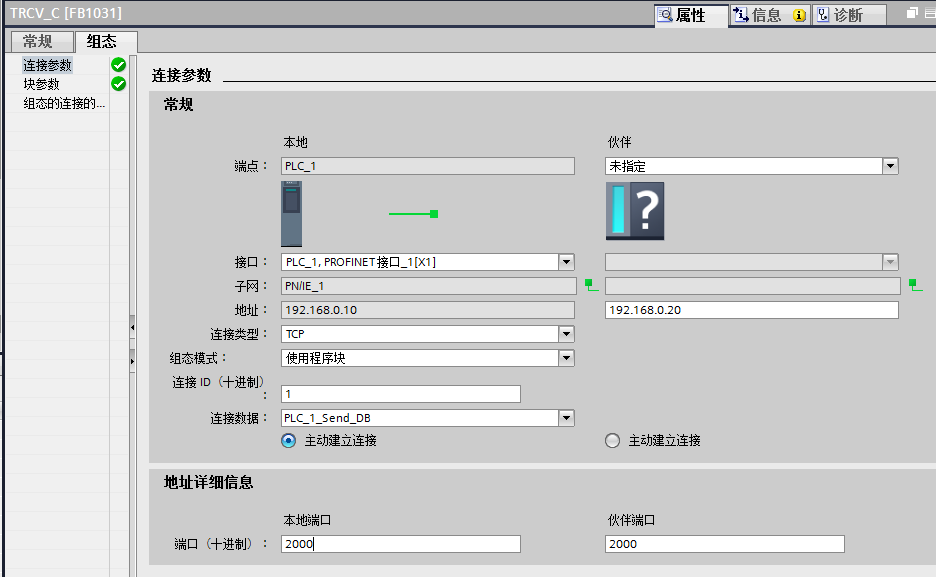 TRCV_C [FB1031]
属性
信息
诊断
常规
组态
连接参数
块参数
组态的连接的...
连接参数
常规
本地 伙伴
端点： PLC_1 未指定
?
接口： PLC_1, PROFINET接口_1[X1]
子网： PN/IE_1
地址： 192.168.0.10 192.168.0.20
连接类型： TCP
组态模式： 使用程序块
连接 ID（十进制）
： 1
连接数据： PLC_1_Send_DB
主动建立连接 主动建立连接
地址详细信息
本地端口 伙伴端口
端口（十进制）： 2000 2000